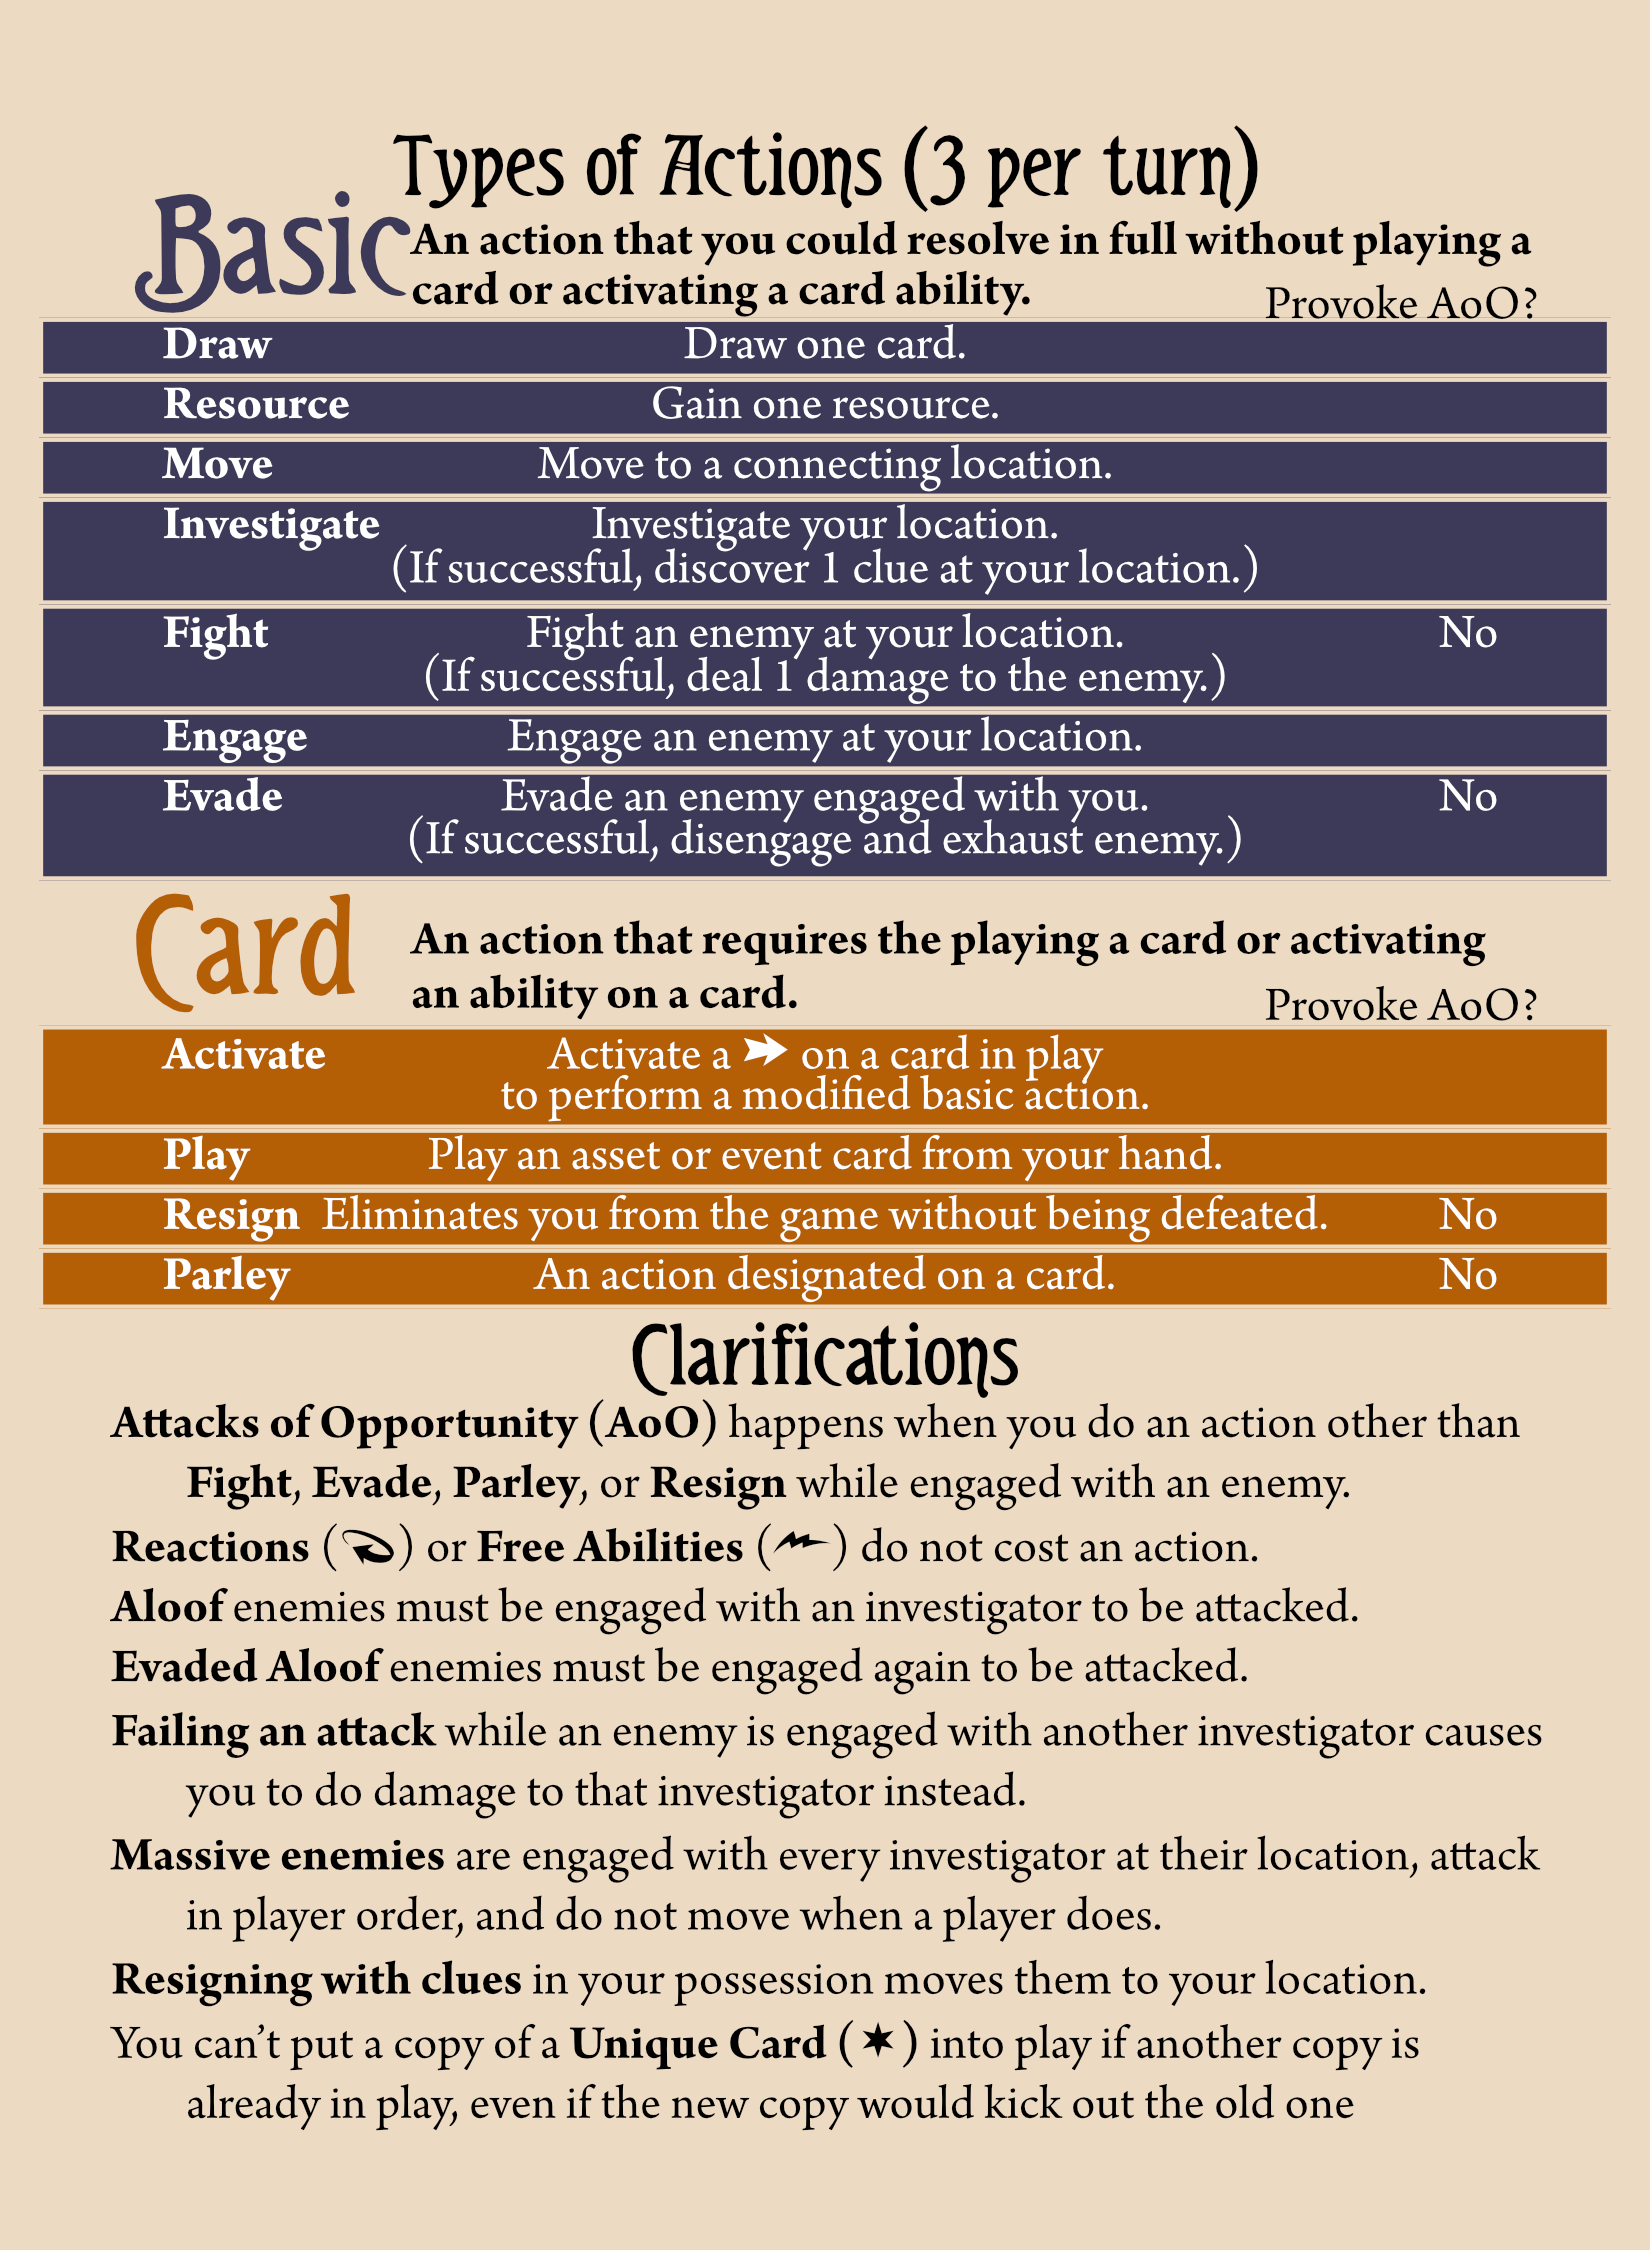 Types of Actions (3 per turn)
Basic
An action that you could resolve in full without playing a
card or activating a card ability.
Provoke AoO?
Draw Draw one card.
Resource Gain one resource.
Move Move to a connecting location.
Investigate Investigate your location.
(If successful, discover 1 clue at your location.)
Fight Fight an enemy at your location. No
(If successful, deal 1 damage to the enemy.)
Engage Engage an enemy at your location.
Evade Evade an enemy engaged with you. No
(If successful, disengage and exhaust enemy.)
Card
An action that requires the playing a card or activating
an ability on a card.
Provoke AoO?
Activate Activate a on a card in play
to perform a modified basic action.
Play Play an asset or event card from your hand.
Resign Eliminates you from the game without being defeated. No
Parley An action designated on a card. No
Clarifications
Attacks of Opportunity (AoO) happens when you do an action other than
Fight, Evade, Parley, or Resign while engaged with an enemy.
Reactions () or Free Abilities () do not cost an action.
Aloof enemies must be engaged with an investigator to be attacked.
Evaded Aloof enemies must be engaged again to be attacked.
Failing an attack while an enemy is engaged with another investigator causes
you to do damage to that investigator instead.
Massive enemies are engaged with every investigator at their location, attack
in player order, and do not move when a player does.
Resigning with clues in your possession moves them to your location.
You can't put a copy of a Unique Card (✶) into play if another copy is
already in play, even if the new copy would kick out the old one